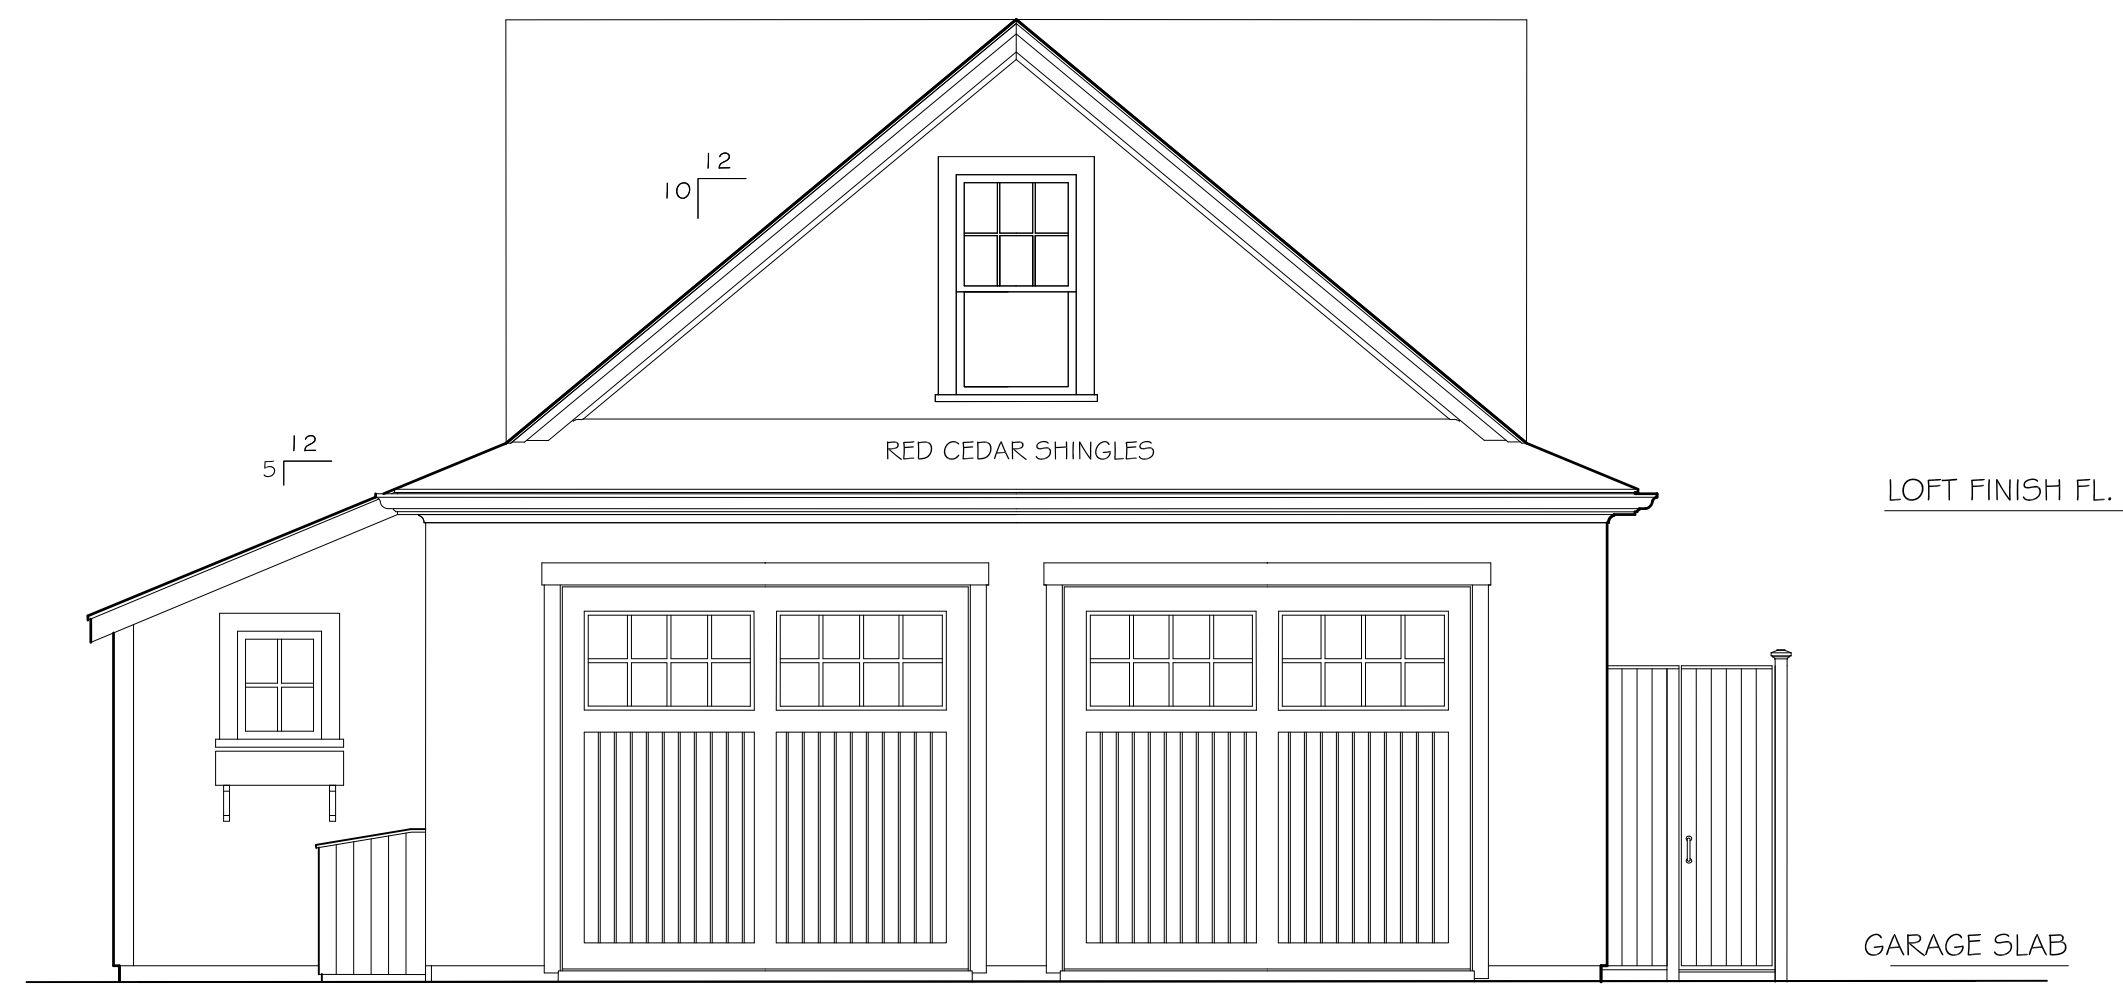 12
10
12
5
RED CEDAR SHINGLES
LOFT FINISH FL.
GARAGE SLAB